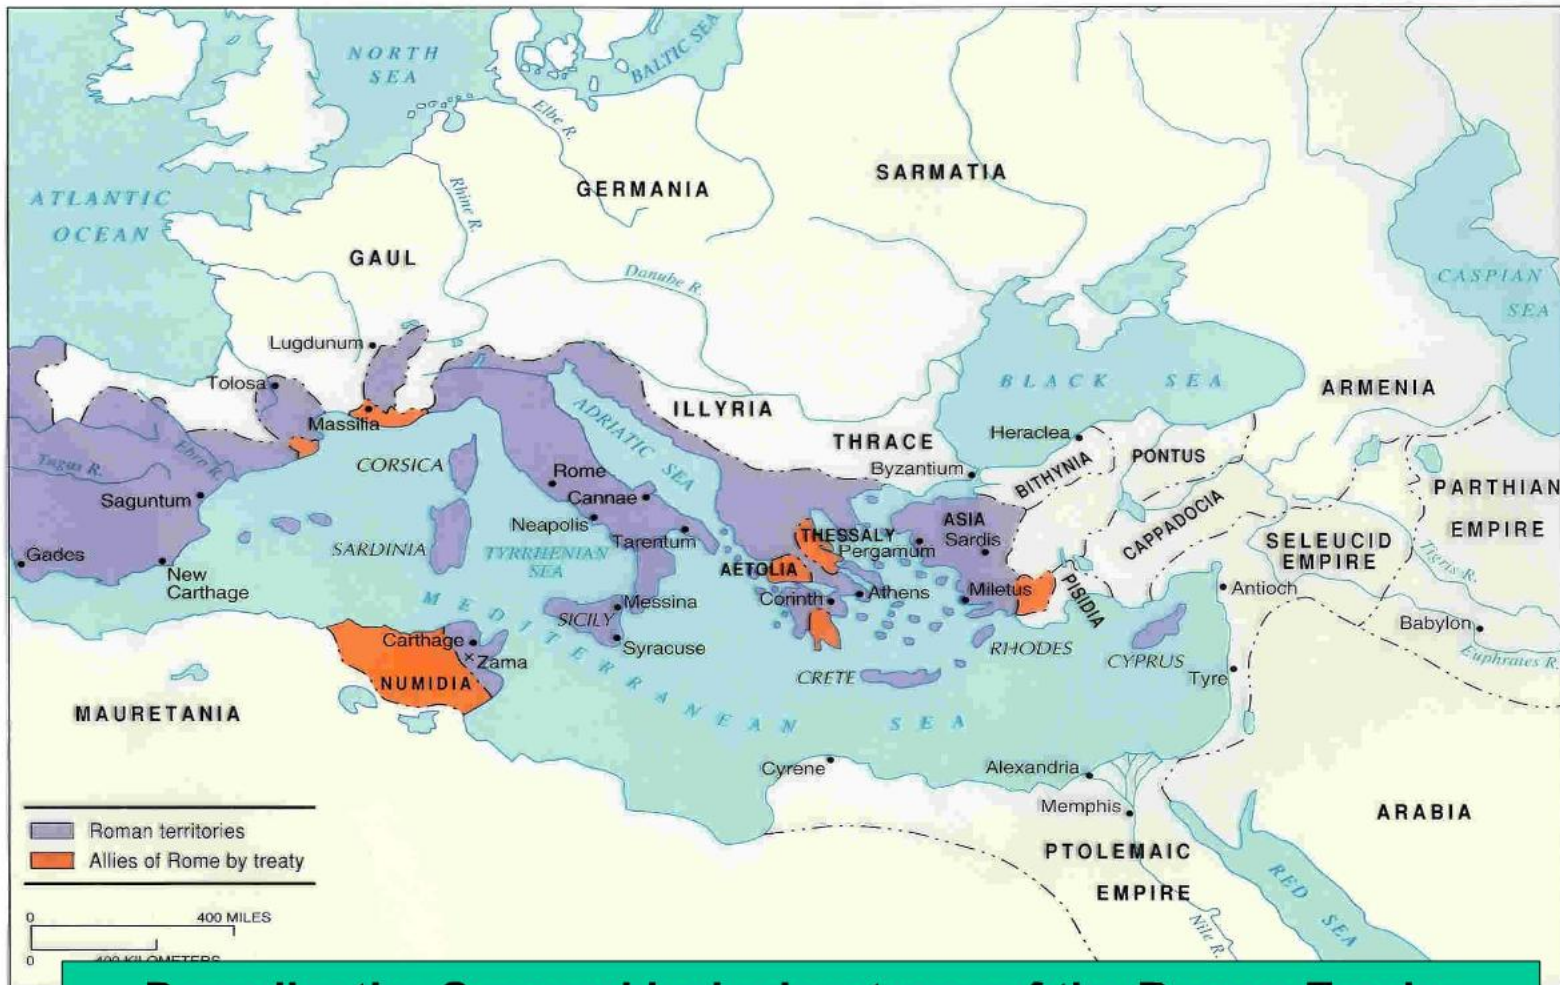 NORTH
SEA
BALTIC SEA
Elbe R.
ATLANTIC
OCEAN
Rhine R.
GERMANIA
SARMATIA
GAUL
Danube R.
CASPIAN
SEA
Lugdunum
Tolosa
Massilia
ILLYRIA
BLACK SEA
ARMENIA
ADRIATIC SEA
THRACE
Heraclea
Byzantium
BITHYNIA
PONTUS
Tagus R.
Ebro R.
CORSICA
Rome
Cannae
CAPPADOCIA
PARTHIAN
EMPIRE
Saguntum
Neapolis
Tarentum
THESSALY
ASIA
Sardis
Pergamum
SELEUCID
EMPIRE
Tigris R.
Gades
New
Carthage
SARDINIA
TYRRHENIAN
SEA
AETOLIA
Corinth
Athens
Miletus
PISIDIA
Antioch
MEDITERRANEAN SEA
Messina
SICILY
Syracuse
Babylon
Euphrates R.
Carthage
Zama
NUMIDIA
RHODES
CYPRUS
CRETE
Tyre
MAURETANIA
Cyrene
Alexandria
Memphis
ARABIA
PTOLEMAIC
EMPIRE
Nile R.
RED SEA
Roman territories
Allies of Rome by treaty
0 400 MILES
0 400 KILOMETERS